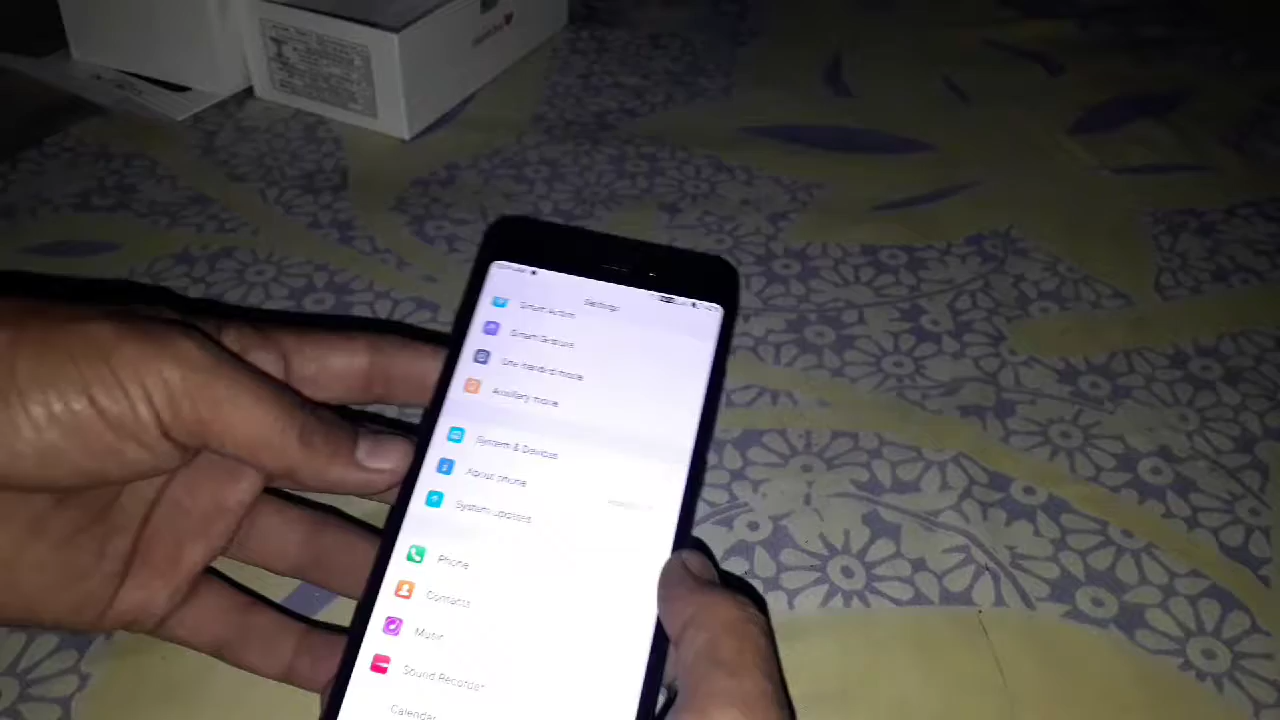 Settings
Smart Action
Smart Gesture
One handed mode
Auxiliary mode
System & Devices
About phone
System updates
Phone
Contacts
Music
Sound Recorder
Calendar